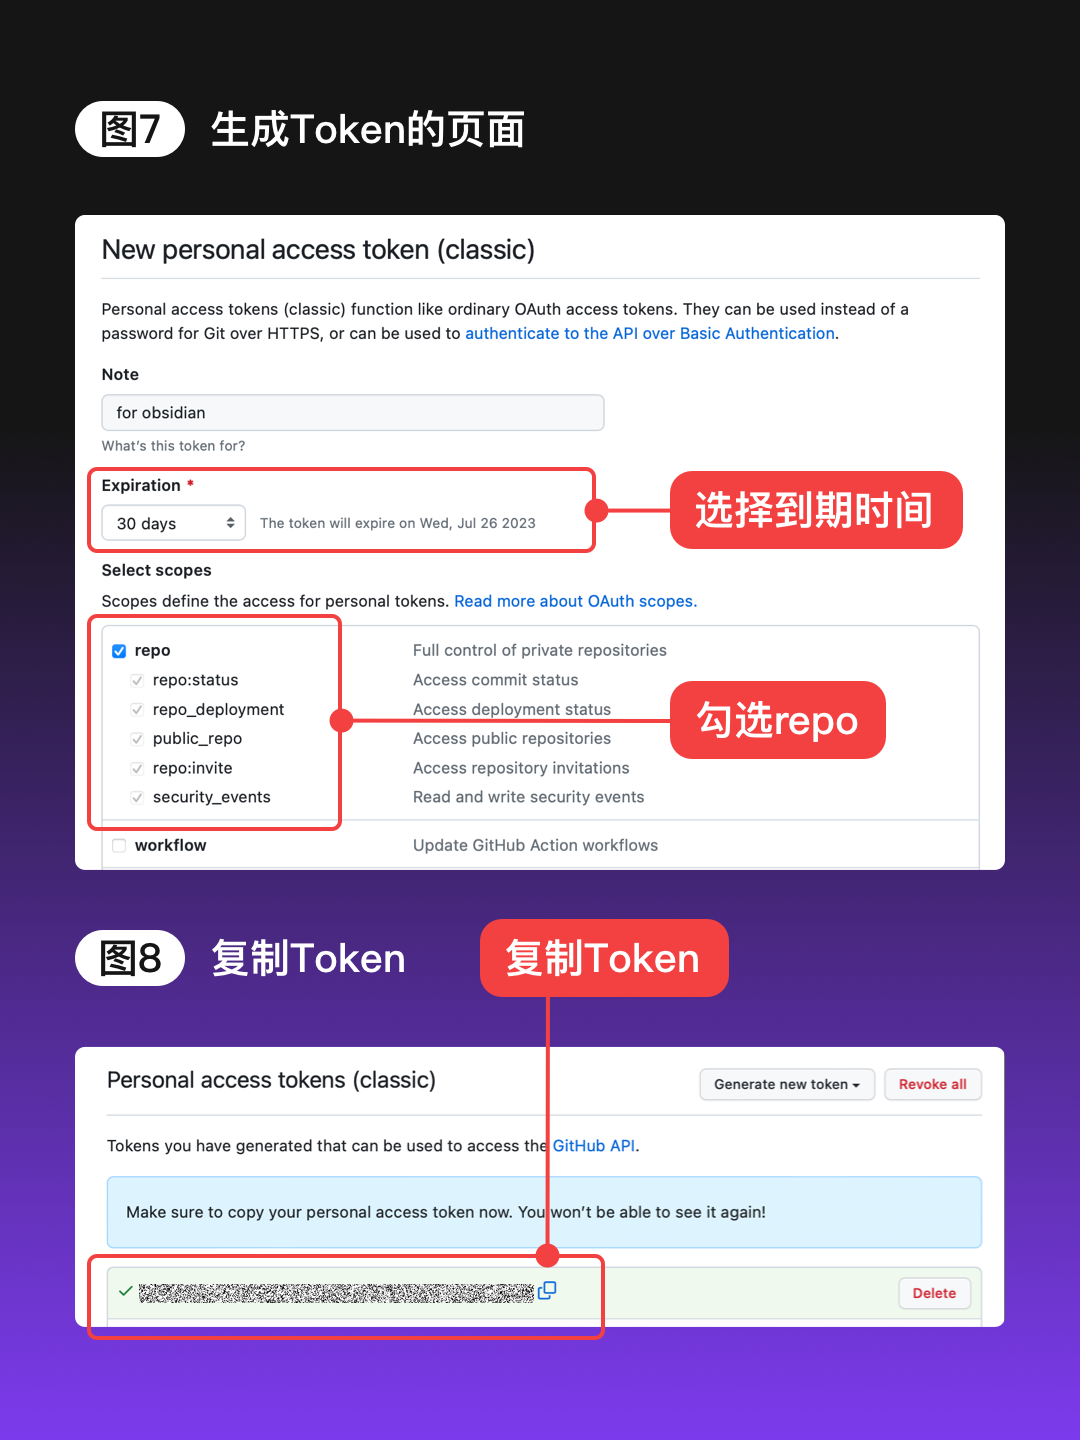 图7 生成Token的页面
New personal access token (classic)
Personal access tokens (classic) function like ordinary OAuth access tokens. They can be used instead of a
password for Git over HTTPS, or can be used to authenticate to the API over Basic Authentication.
Note
for obsidian
What's this token for?
Expiration *
30 days The token will expire on Wed, Jul 26 2023
选择到期时间
Select scopes
Scopes define the access for personal tokens. Read more about OAuth scopes.
repo Full control of private repositories
repo:status Access commit status
repo_deployment Access deployment status
勾选repo
public_repo Access public repositories
repo:invite Access repository invitations
security_events Read and write security events
workflow Update GitHub Action workflows
图8 复制Token 复制Token
Personal access tokens (classic) Generate new token Revoke all
Tokens you have generated that can be used to access the GitHub API.
Make sure to copy your personal access token now. You won't be able to see it again!
Delete